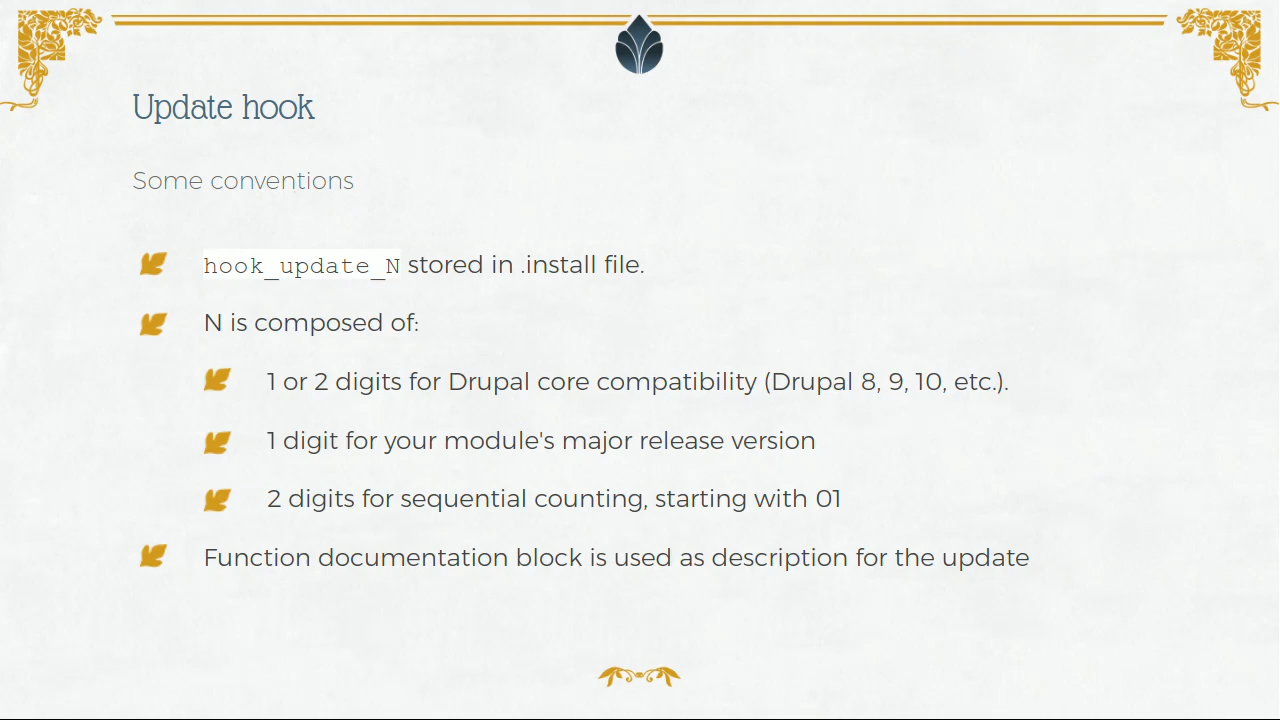 Update hook
Some conventions
hook_update_N stored in .install file.
N is composed of:
1 or 2 digits for Drupal core compatibility (Drupal 8, 9, 10, etc.).
1 digit for your module's major release version
2 digits for sequential counting, starting with 01
Function documentation block is used as description for the update